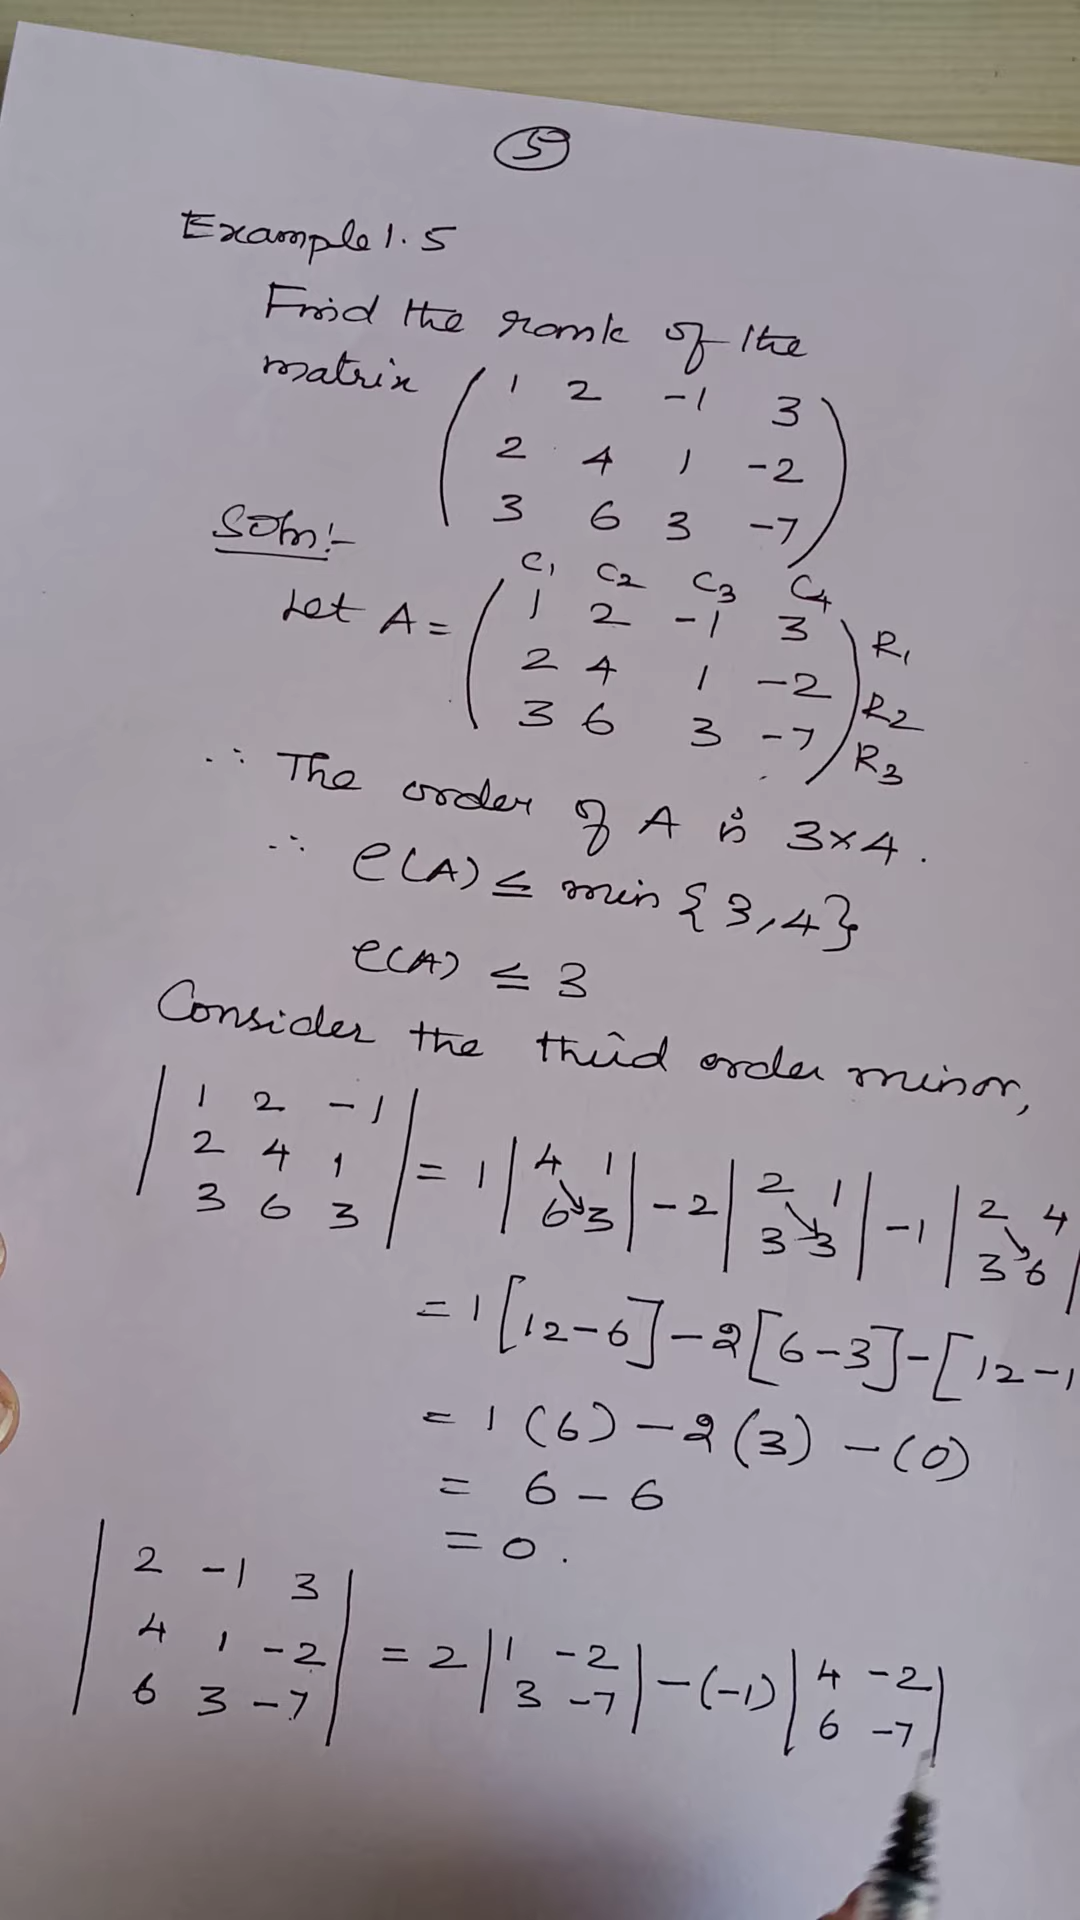 5
Example 1.5
Find the rank of the
matrix ( 1 2 -1 3
2 4 1 -2
3 6 3 -7 )
Soln:-
C1 C2 C3 C4
Let A = ( 1 2 -1 3 R1
2 4 1 -2 R2
3 6 3 -7 ) R3
∴ The order of A is 3×4.
∴ ρ(A) ≤ min {3,4}
ρ(A) ≤ 3
Consider the third order minor,
| 1 2 -1
2 4 1
3 6 3 | = 1 | 4 1
6 3 | -2 | 2 1
3 3 | -1 | 2 4
3 6 |
= 1 [12-6] -2 [6-3] - [12-1
= 1 (6) - 2 (3) - (0)
= 6 - 6
= 0.
| 2 -1 3
4 1 -2
6 3 -7 | = 2 | 1 -2
3 -7 | -(-1) | 4 -2
6 -7 |